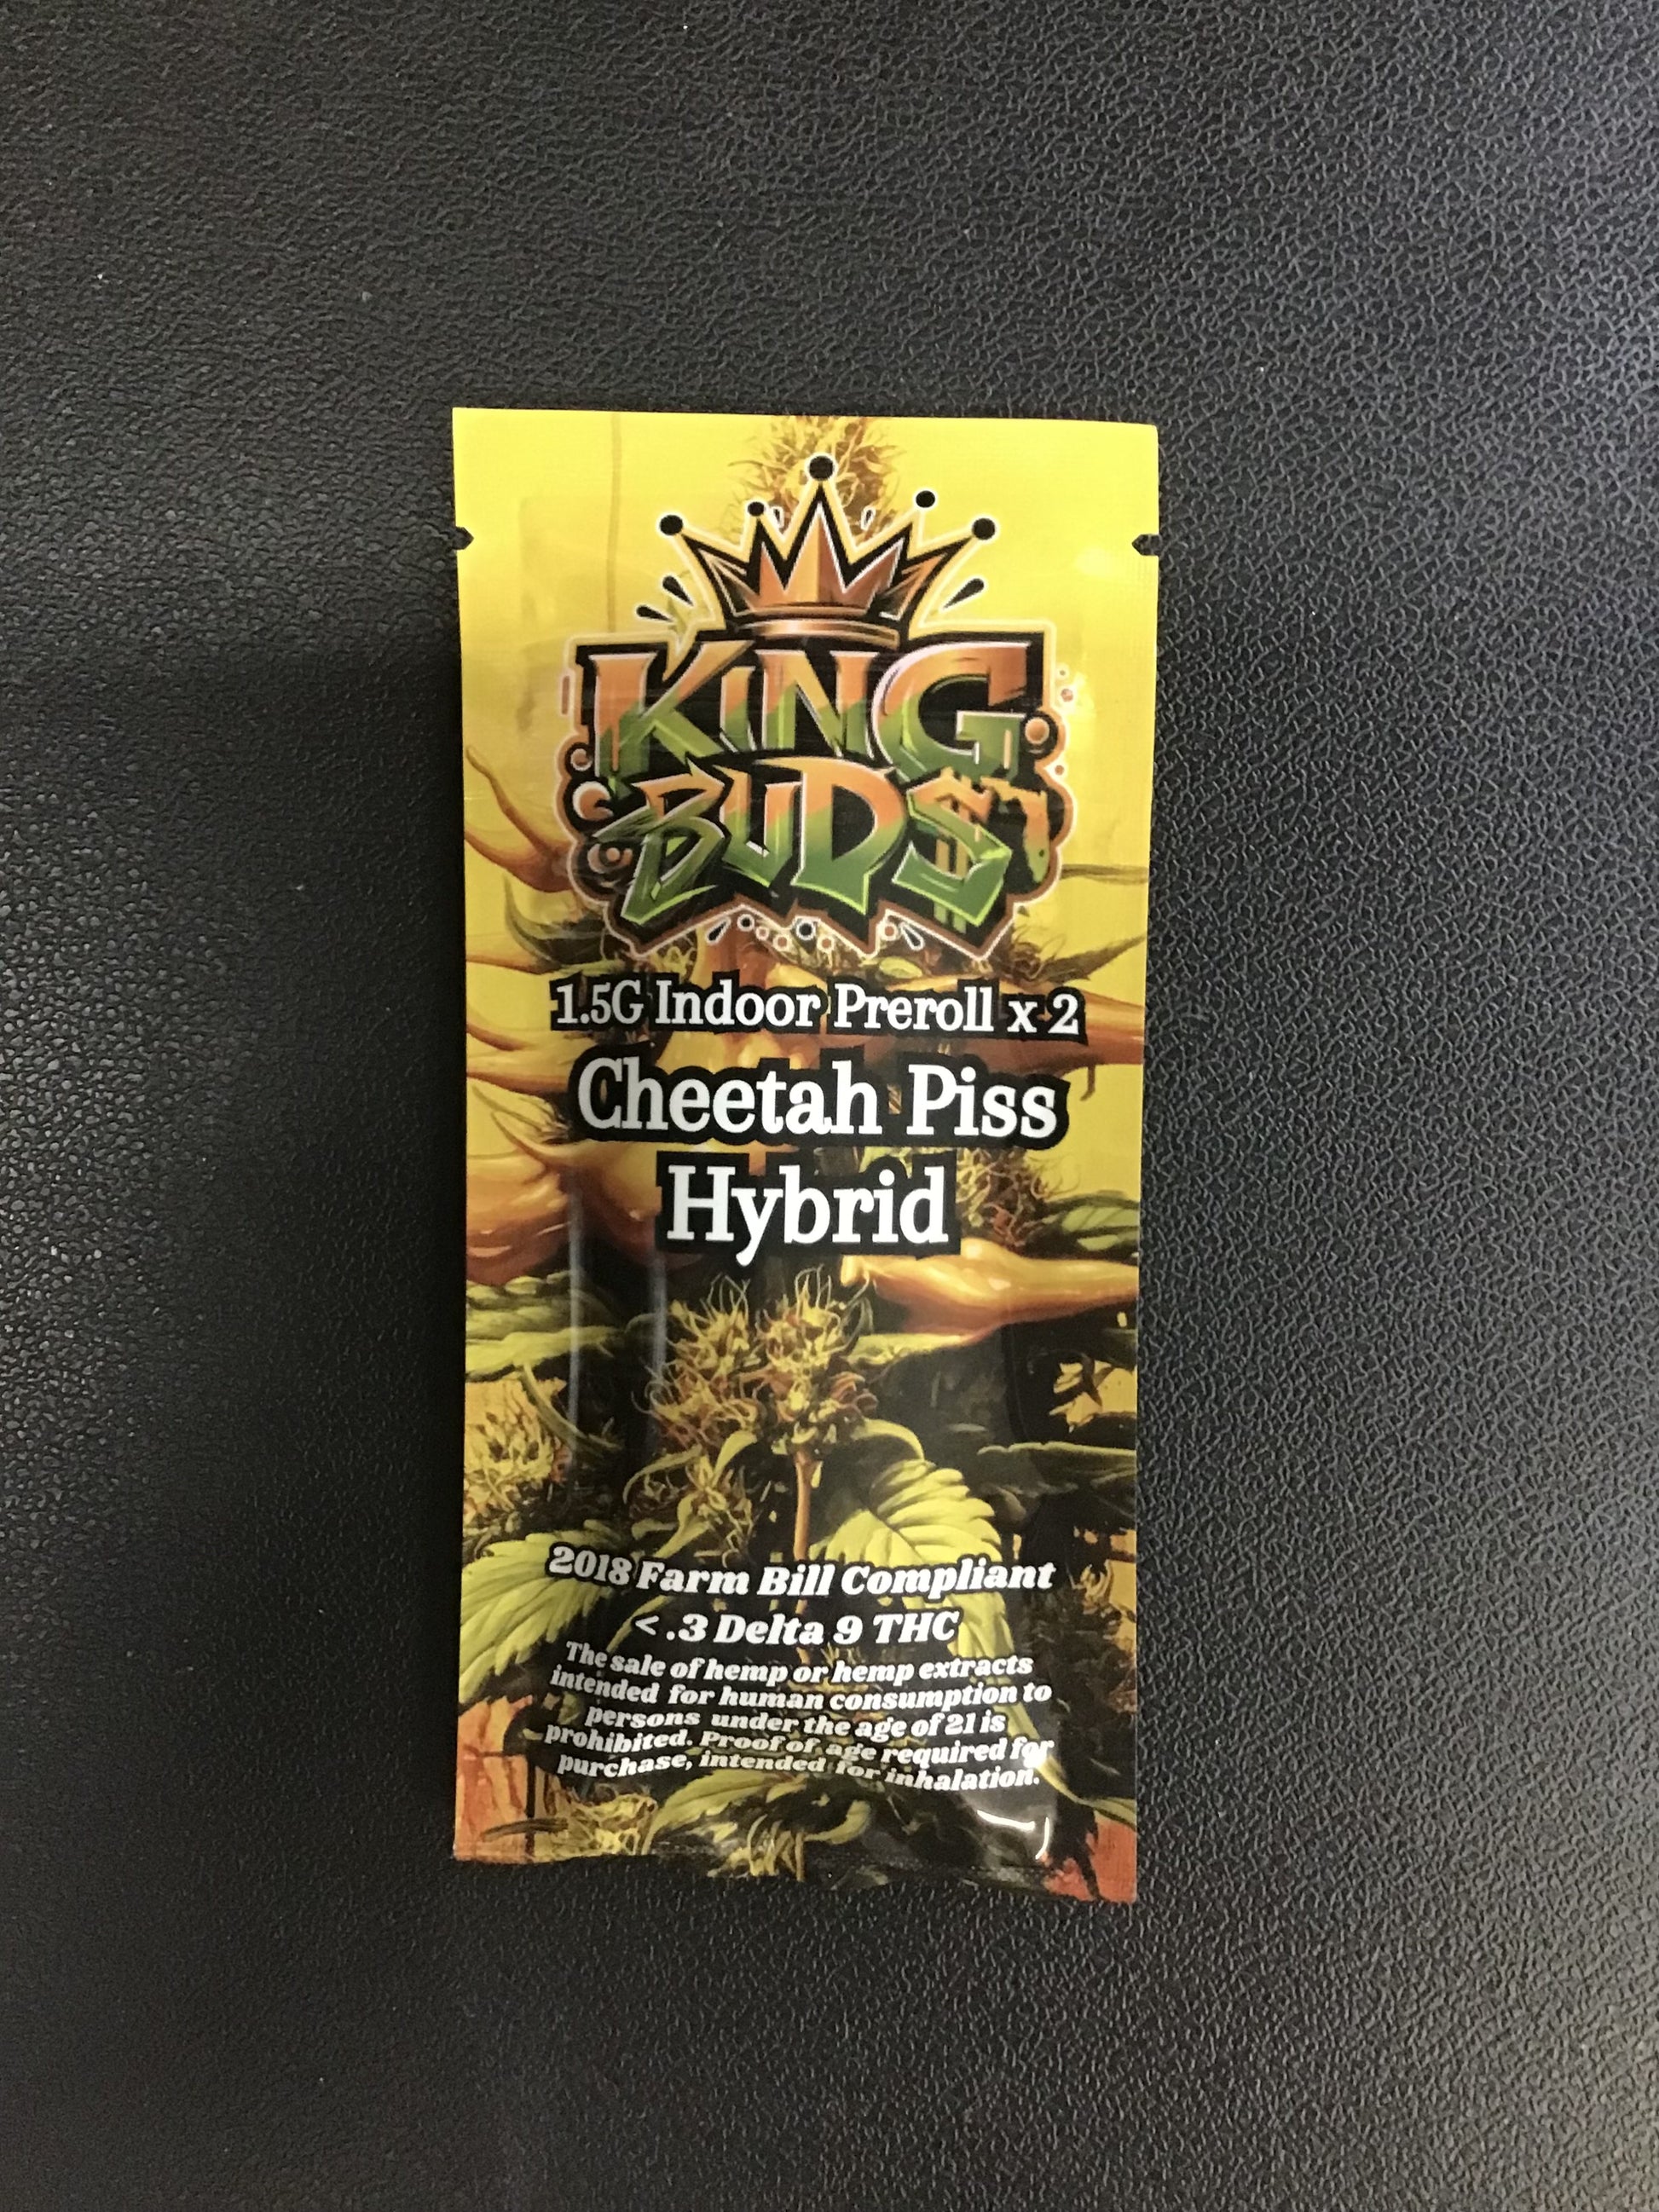 KING
BUD$
1.5G Indoor Preroll x 2
Cheetah Piss
Hybrid
2018 Farm Bill Compliant
< .3 Delta 9 THC
The sale of hemp or hemp extracts
intended for human consumption to
persons under the age of 21 is
prohibited. Proof of age required for
purchase, intended for inhalation.